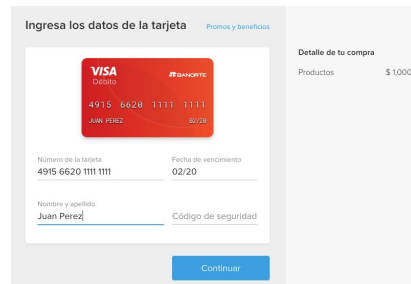 Ingresa los datos de la tarjeta
Promos y beneficios
VISA
Débito
BANORTE
4915 6620 1111 1111
JUAN PEREZ 02/20
Número de la tarjeta
4915 6620 1111 1111
Fecha de vencimiento
02/20
Nombre y apellido
Juan Perez
Código de seguridad
Continuar
Detalle de tu compra
Productos $ 1,000